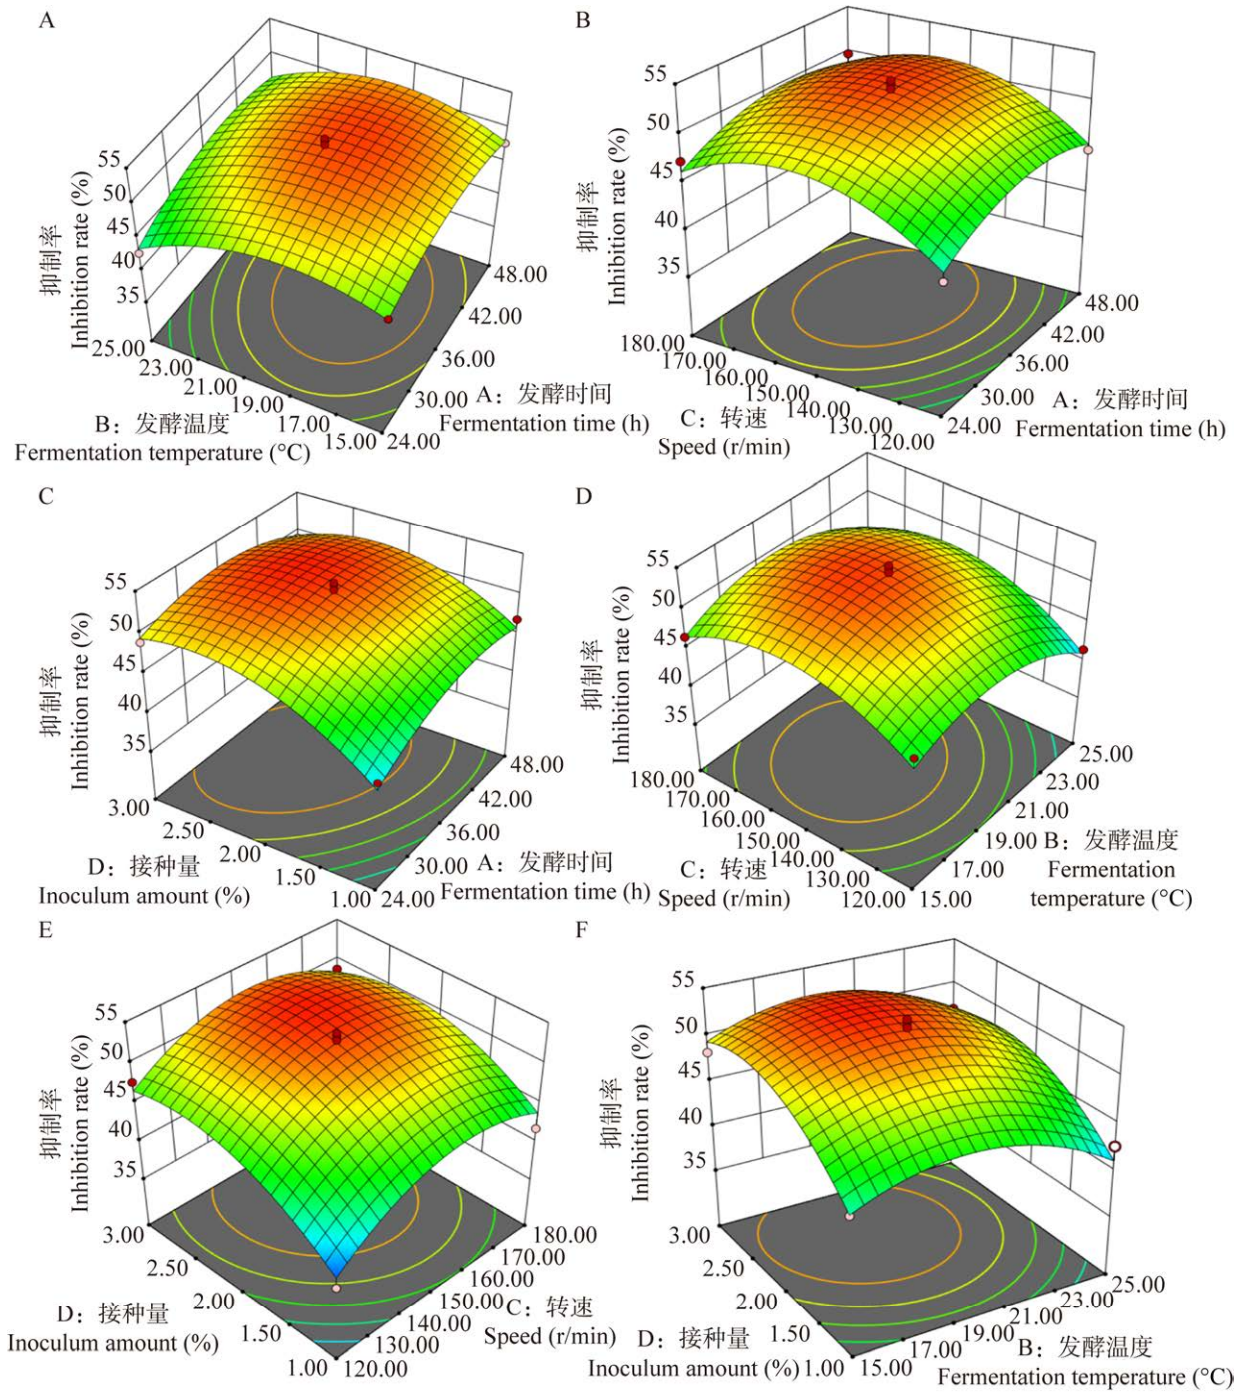 A
55
50
45
40
35
抑制率
Inhibition rate (%)
25.00
23.00
21.00
19.00
17.00
15.00
B：发酵温度
Fermentation temperature (°C)
24.00
30.00
36.00
42.00
48.00
A：发酵时间
Fermentation time (h)
B
55
50
45
40
35
抑制率
Inhibition rate (%)
180.00
170.00
160.00
150.00
140.00
130.00
120.00
C：转速
Speed (r/min)
24.00
30.00
36.00
42.00
48.00
A：发酵时间
Fermentation time (h)
C
55
50
45
40
35
抑制率
Inhibition rate (%)
3.00
2.50
2.00
1.50
1.00
D：接种量
Inoculum amount (%)
24.00
30.00
36.00
42.00
48.00
A：发酵时间
Fermentation time (h)
D
55
50
45
40
35
抑制率
Inhibition rate (%)
180.00
170.00
160.00
150.00
140.00
130.00
120.00
C：转速
Speed (r/min)
15.00
17.00
19.00
21.00
23.00
25.00
B：发酵温度
Fermentation
temperature (°C)
E
55
50
45
40
35
抑制率
Inhibition rate (%)
3.00
2.50
2.00
1.50
1.00
D：接种量
Inoculum amount (%)
120.00
130.00
140.00
150.00
160.00
170.00
180.00
C：转速
Speed (r/min)
F
55
50
45
40
35
抑制率
Inhibition rate (%)
3.00
2.50
2.00
1.50
1.00
D：接种量
Inoculum amount (%)
15.00
17.00
19.00
21.00
23.00
25.00
B：发酵温度
Fermentation temperature (°C)